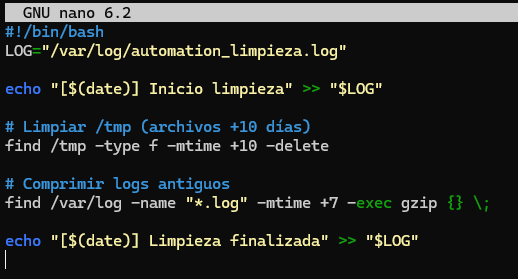 GNU nano 6.2
#!/bin/bash
LOG="/var/log/automation_limpieza.log"
echo "[$(date)] Inicio limpieza" >> "$LOG"
# Limpiar /tmp (archivos +10 días)
find /tmp -type f -mtime +10 -delete
# Comprimir logs antiguos
find /var/log -name "*.log" -mtime +7 -exec gzip {} \;
echo "[$(date)] Limpieza finalizada" >> "$LOG"